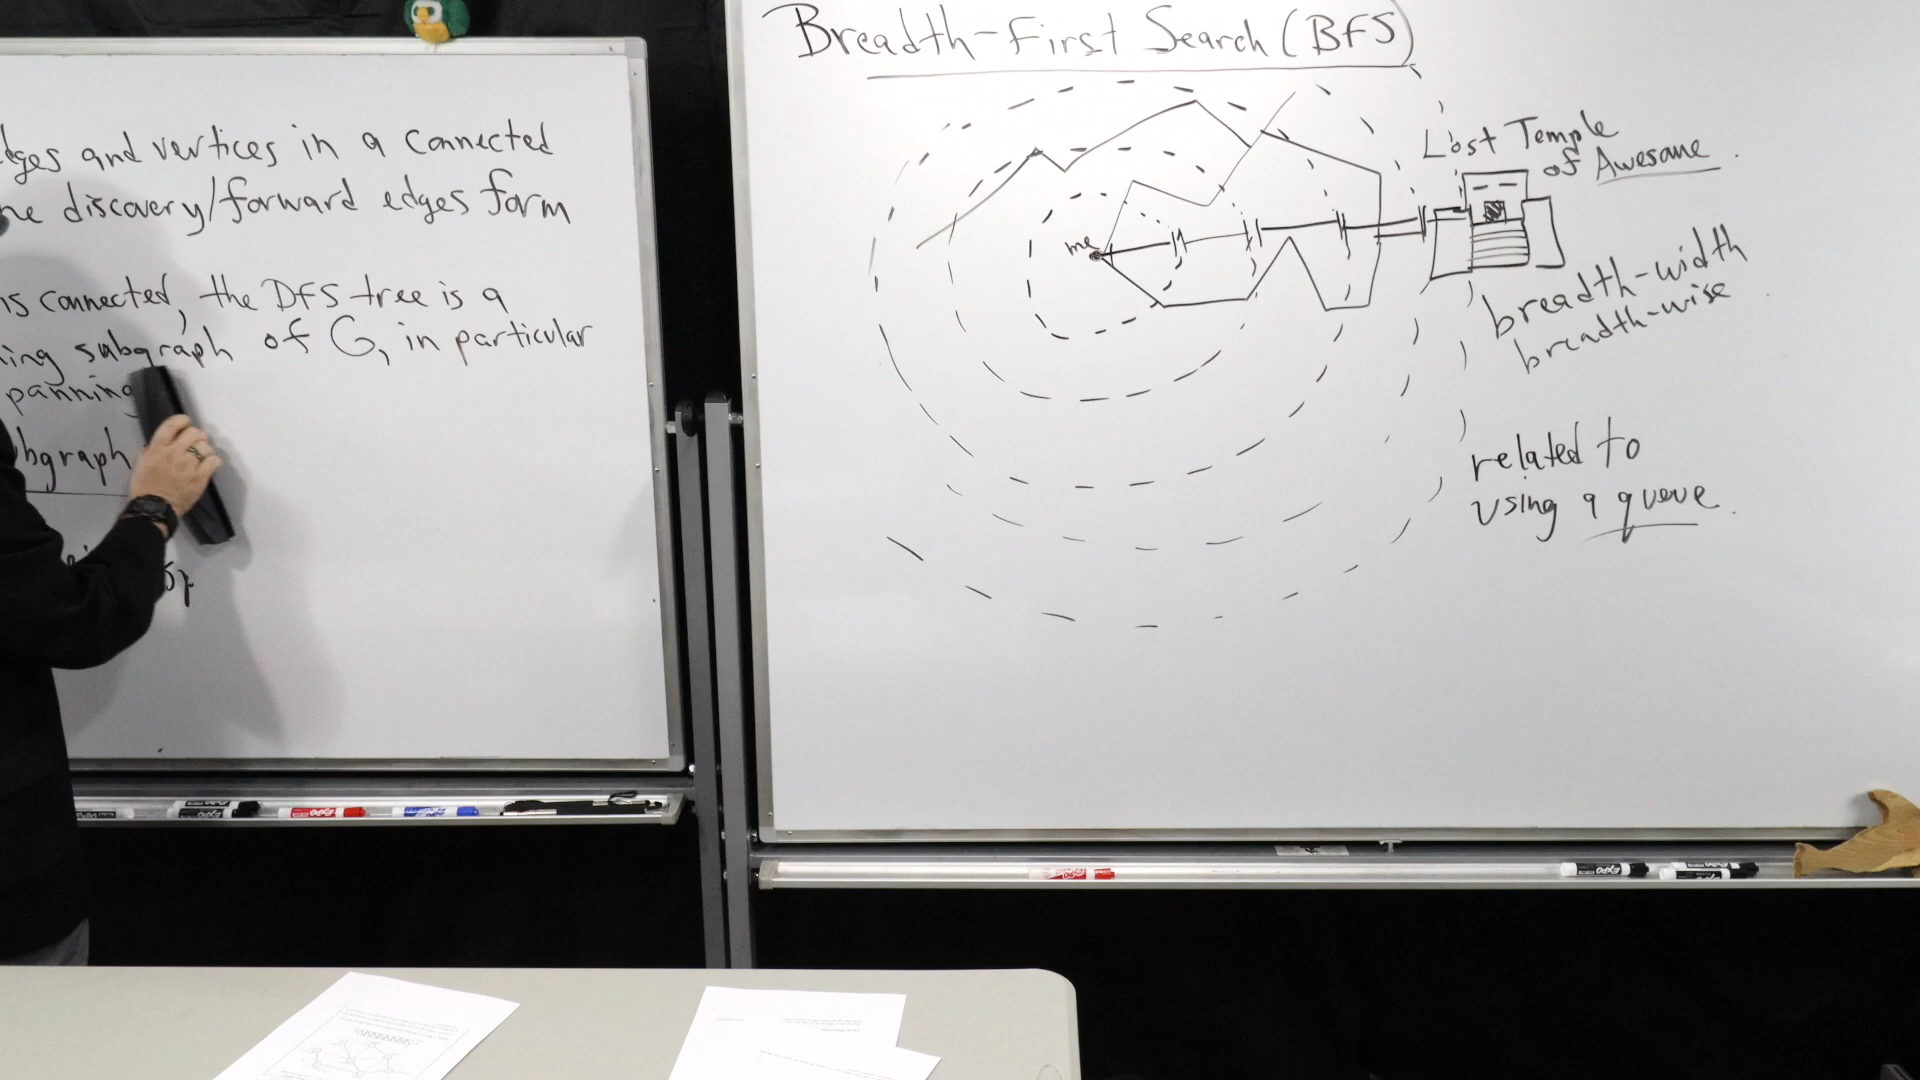 dges and vertices in a connected
he discovery/forward edges form
is connected, the DFS tree is a
ning subgraph of G, in particular
panning
bgraph
Breadth-First Search (BFS)
Lost Temple
of Awesome.
me
breadth-width
breadth-wise
related to
using a queue.